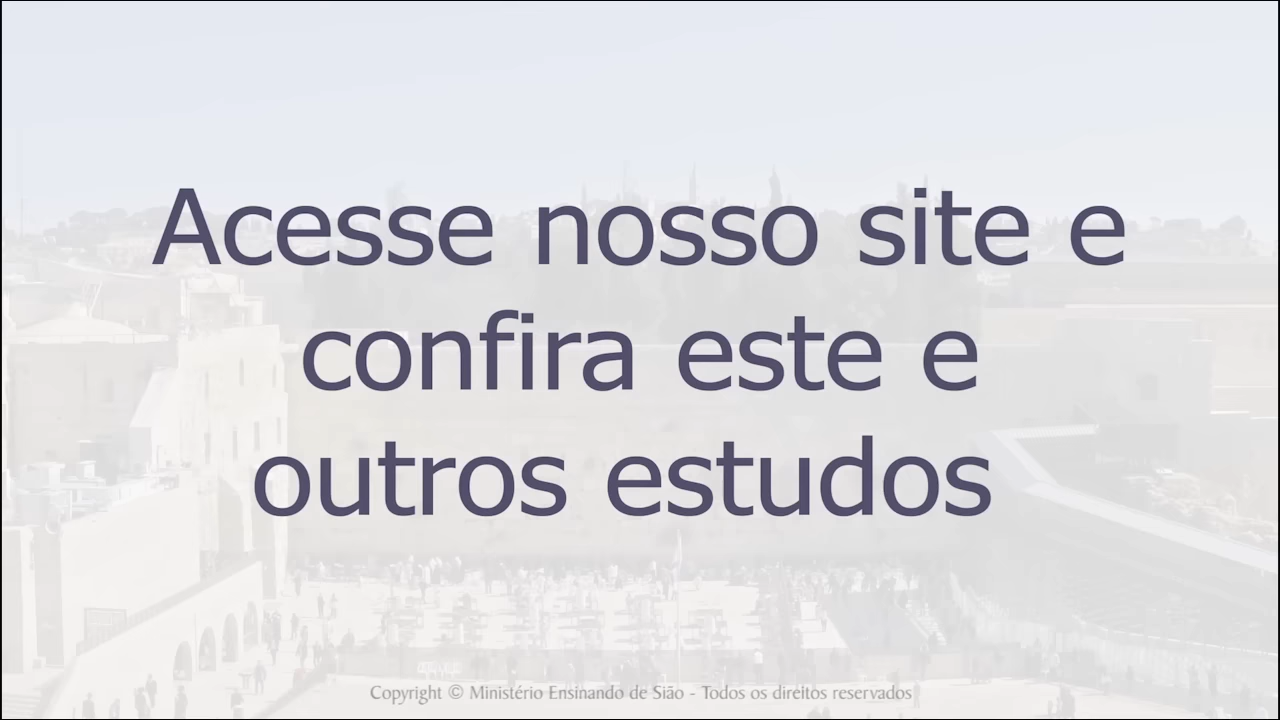 Acesse nosso site e
confira este e
outros estudos
Copyright © Ministério Ensinando de Sião - Todos os direitos reservados